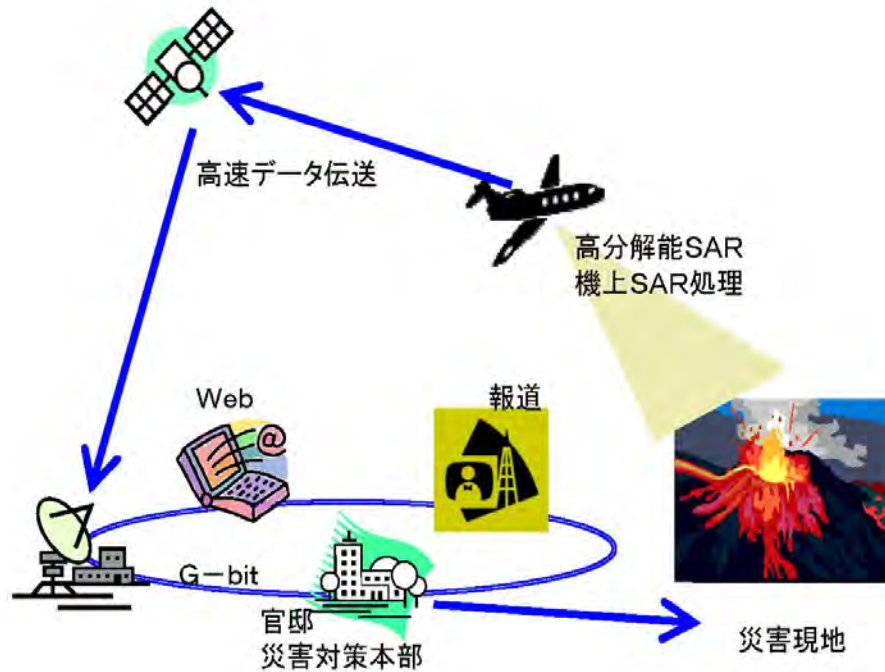 高速データ伝送
高分解能SAR
機上SAR処理
Web
@
報道
G－bit
官邸
災害対策本部
災害現地